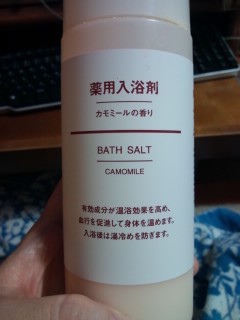 薬用入浴剤
カモミールの香り
BATH SALT
CAMOMILE
有効成分が温浴効果を高め、
血行を促進して身体を温めます。
入浴後は湯冷めを防ぎます。